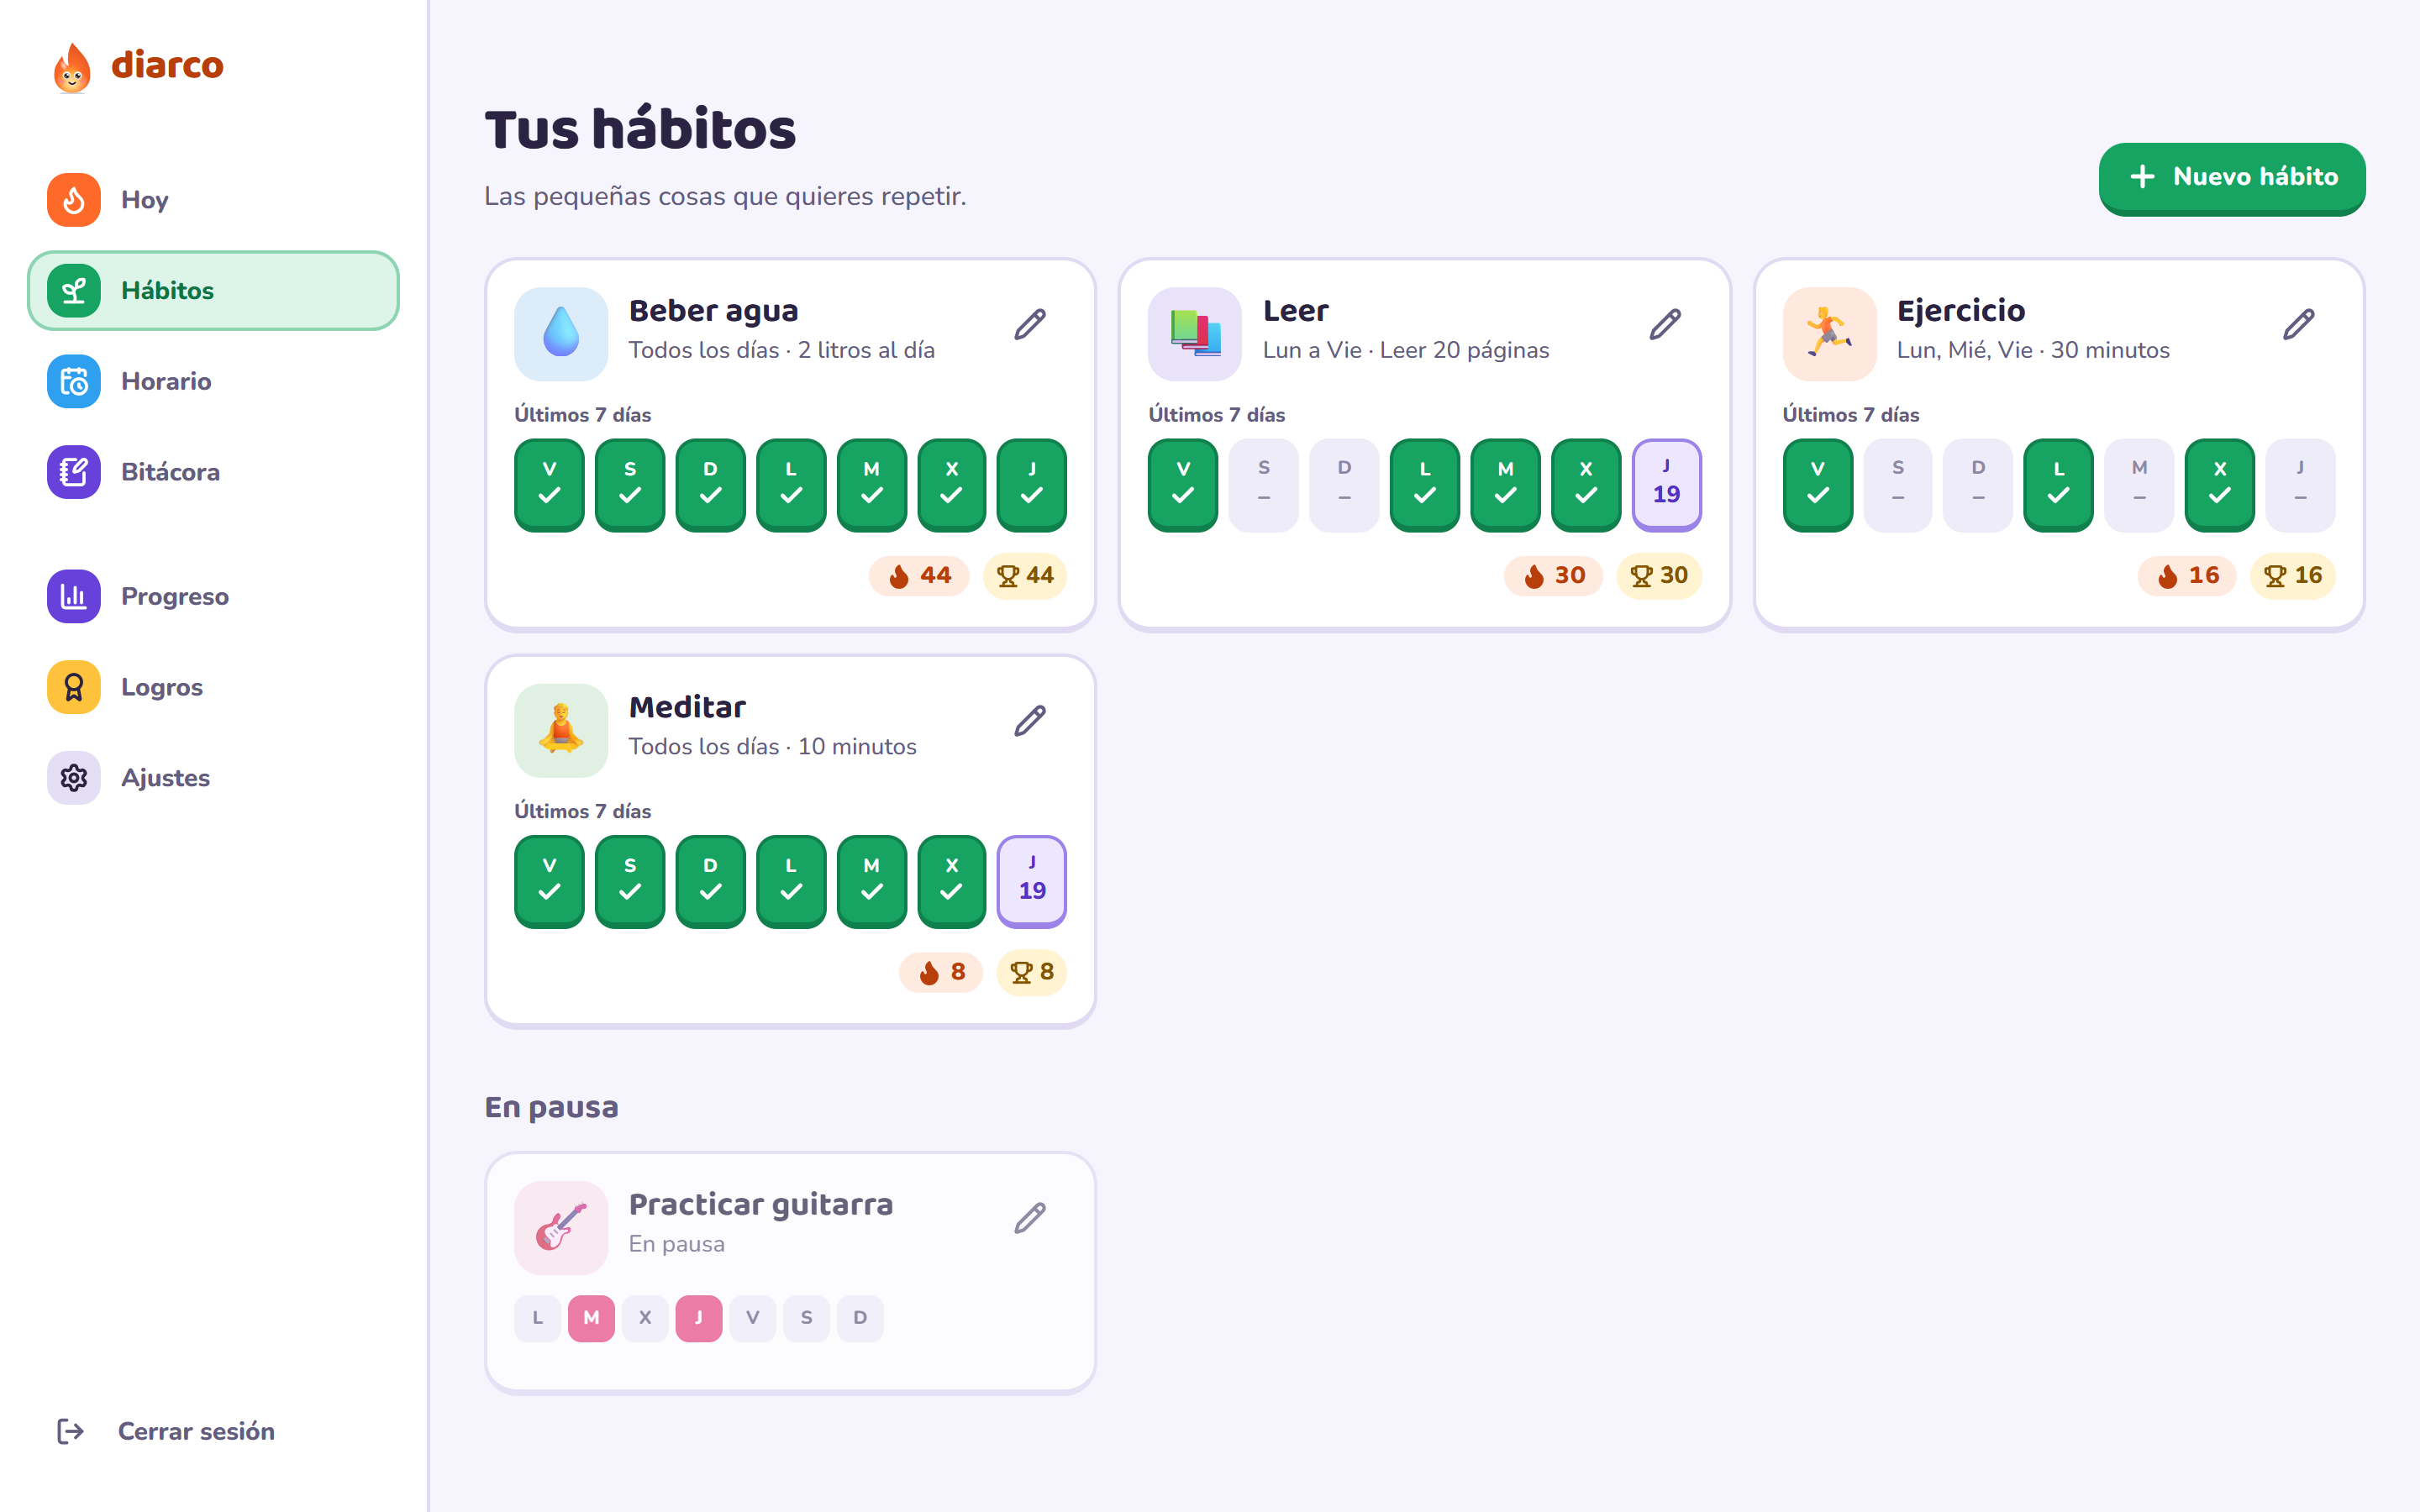 diarco
Hoy
Hábitos
Horario
Bitácora
Progreso
Logros
Ajustes
Cerrar sesión
Tus hábitos
Las pequeñas cosas que quieres repetir.
Nuevo hábito
Beber agua
Todos los días · 2 litros al día
Últimos 7 días
V S D L M X J
44 44
Leer
Lun a Vie · Leer 20 páginas
Últimos 7 días
V S D L M X J
– – 19
30 30
Ejercicio
Lun, Mié, Vie · 30 minutos
Últimos 7 días
V S D L M X J
– – – –
16 16
Meditar
Todos los días · 10 minutos
Últimos 7 días
V S D L M X J
19
8 8
En pausa
Practicar guitarra
En pausa
L M X J V S D